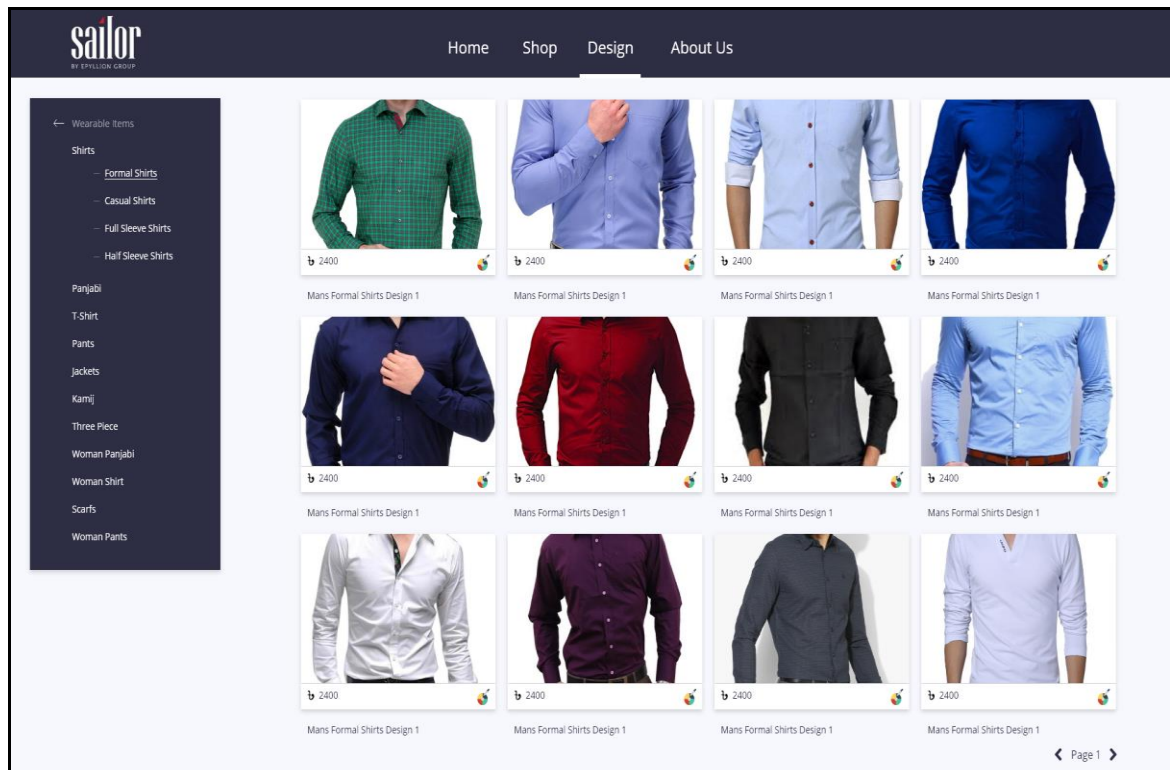 sailor
BY EPYLLION GROUP
Home Shop Design About Us
← Wearable Items
Shirts
– Formal Shirts
– Casual Shirts
– Full Sleeve Shirts
– Half Sleeve Shirts
Panjabi
T-Shirt
Pants
Jackets
Kamij
Three Piece
Woman Panjabi
Woman Shirt
Scarfs
Woman Pants
৳ 2400 ৳ 2400 ৳ 2400 ৳ 2400
Mans Formal Shirts Design 1 Mans Formal Shirts Design 1 Mans Formal Shirts Design 1 Mans Formal Shirts Design 1
৳ 2400 ৳ 2400 ৳ 2400 ৳ 2400
Mans Formal Shirts Design 1 Mans Formal Shirts Design 1 Mans Formal Shirts Design 1 Mans Formal Shirts Design 1
৳ 2400 ৳ 2400 ৳ 2400 ৳ 2400
Mans Formal Shirts Design 1 Mans Formal Shirts Design 1 Mans Formal Shirts Design 1 Mans Formal Shirts Design 1
Page 1